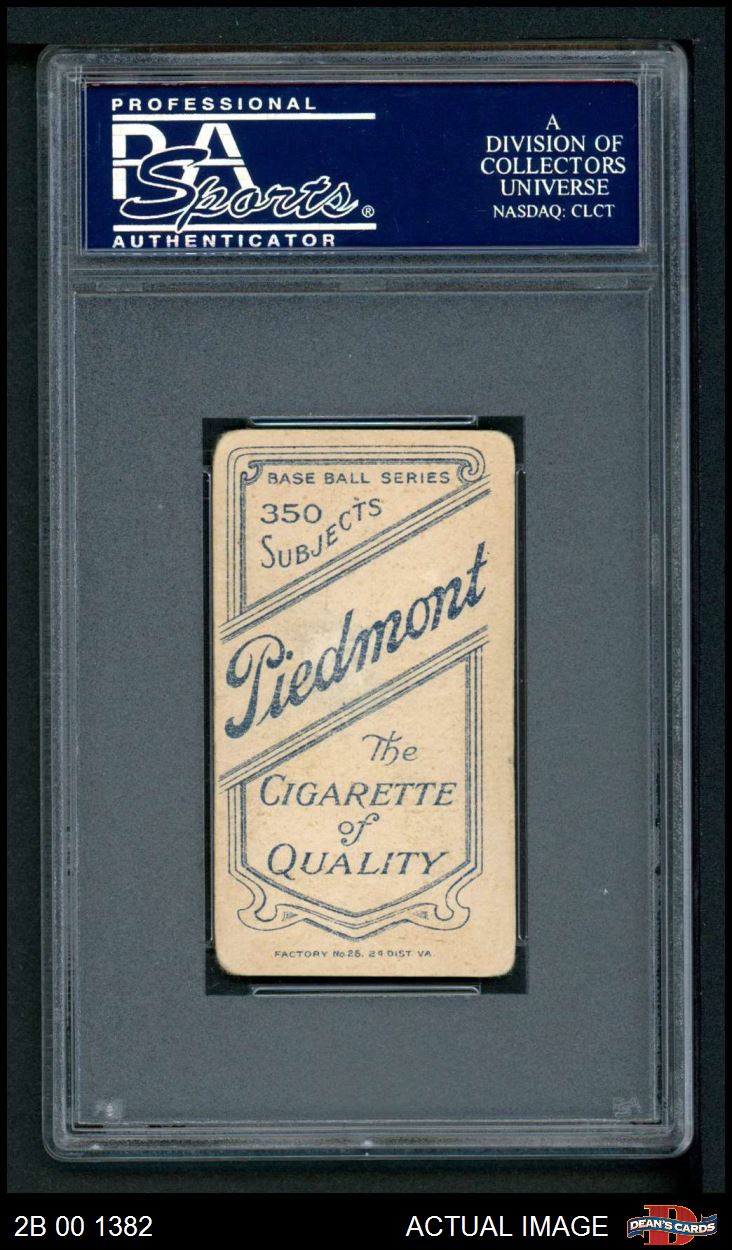 PROFESSIONAL
PSA
Sports®
AUTHENTICATOR
A
DIVISION OF
COLLECTORS
UNIVERSE
NASDAQ: CLCT
BASE BALL SERIES
350
SUBJECTS
Piedmont
The
CIGARETTE
of
QUALITY
FACTORY No.25. 2d DIST VA.
2B 00 1382
ACTUAL IMAGE
DEAN'S CARDS